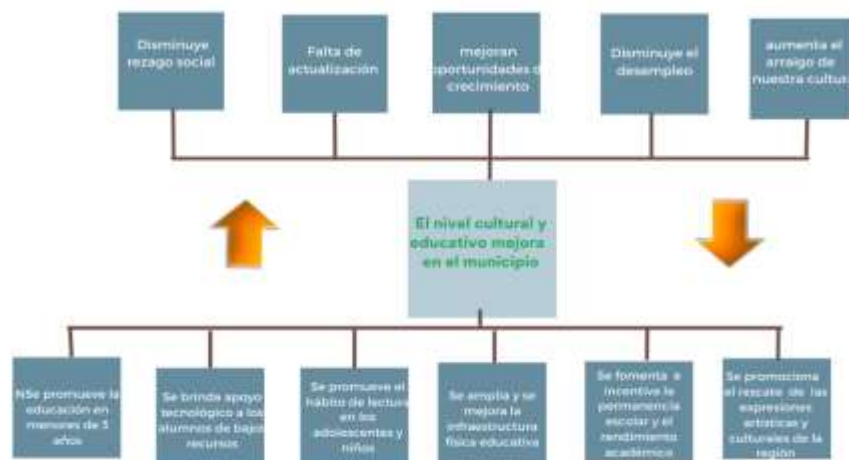 Disminuye
rezago social
Falta de
actualización
mejoran
oportunidades de
crecimiento
Disminuye el
desempleo
aumenta el
arraigo de
nuestra cultura
El nivel cultural y
educativo mejora
en el municipio
NSe promueve la
educación en
menores de 5
años
Se brinda apoyo
tecnológico a los
alumnos de bajos
recursos
Se promueve el
hábito de lectura
en los
adolescentes y
niños
Se amplia y se
mejora la
infraestructura
física educativa
Se fomenta e
incentiva la
permanencia
escolar y el
rendimiento
académico
Se promociona
el rescate de las
expresiones
artísticas y
culturales de la
región